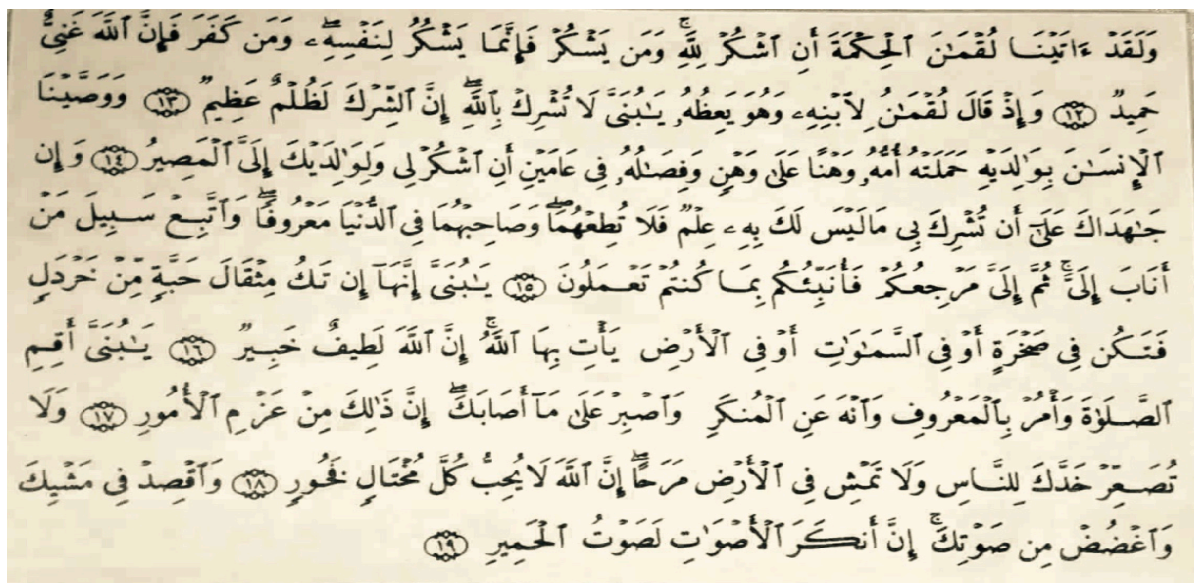 وَلَقَدْ ءَاتَيْنَا لُقْمَٰنَ ٱلْحِكْمَةَ أَنِ ٱشْكُرْ لِلَّهِ ۚ وَمَن يَشْكُرْ فَإِنَّمَا يَشْكُرُ لِنَفْسِهِۦ ۖ وَمَن كَفَرَ فَإِنَّ ٱللَّهَ غَنِىٌّ
حَمِيدٌ ﴿١٢﴾ وَإِذْ قَالَ لُقْمَٰنُ لِٱبْنِهِۦ وَهُوَ يَعِظُهُۥ يَٰبُنَىَّ لَا تُشْرِكْ بِٱللَّهِ ۖ إِنَّ ٱلشِّرْكَ لَظُلْمٌ عَظِيمٌ ﴿١٣﴾ وَوَصَّيْنَا
ٱلْإِنسَٰنَ بِوَٰلِدَيْهِ حَمَلَتْهُ أُمُّهُۥ وَهْنًا عَلَىٰ وَهْنٍ وَفِصَٰلُهُۥ فِى عَامَيْنِ أَنِ ٱشْكُرْ لِى وَلِوَٰلِدَيْكَ إِلَىَّ ٱلْمَصِيرُ ﴿١٤﴾ وَإِن
جَٰهَدَاكَ عَلَىٰٓ أَن تُشْرِكَ بِى مَا لَيْسَ لَكَ بِهِۦ عِلْمٌ فَلَا تُطِعْهُمَا ۖ وَصَاحِبْهُمَا فِى ٱلدُّنْيَا مَعْرُوفًا ۖ وَٱتَّبِعْ سَبِيلَ مَنْ
أَنَابَ إِلَىَّ ۚ ثُمَّ إِلَىَّ مَرْجِعُكُمْ فَأُنَبِّئُكُم بِمَا كُنتُمْ تَعْمَلُونَ ﴿١٥﴾ يَٰبُنَىَّ إِنَّهَآ إِن تَكُ مِثْقَالَ حَبَّةٍ مِّنْ خَرْدَلٍ
فَتَكُن فِى صَخْرَةٍ أَوْ فِى ٱلسَّمَٰوَٰتِ أَوْ فِى ٱلْأَرْضِ يَأْتِ بِهَا ٱللَّهُ ۚ إِنَّ ٱللَّهَ لَطِيفٌ خَبِيرٌ ﴿١٦﴾ يَٰبُنَىَّ أَقِمِ
ٱلصَّلَوٰةَ وَأْمُرْ بِٱلْمَعْرُوفِ وَٱنْهَ عَنِ ٱلْمُنكَرِ وَٱصْبِرْ عَلَىٰ مَآ أَصَابَكَ ۖ إِنَّ ذَٰلِكَ مِنْ عَزْمِ ٱلْأُمُورِ ﴿١٧﴾ وَلَا
تُصَعِّرْ خَدَّكَ لِلنَّاسِ وَلَا تَمْشِ فِى ٱلْأَرْضِ مَرَحًا ۖ إِنَّ ٱللَّهَ لَا يُحِبُّ كُلَّ مُخْتَالٍ فَخُورٍ ﴿١٨﴾ وَٱقْصِدْ فِى مَشْيِكَ
وَٱغْضُضْ مِن صَوْتِكَ ۚ إِنَّ أَنكَرَ ٱلْأَصْوَٰتِ لَصَوْتُ ٱلْحَمِيرِ ﴿١٩﴾